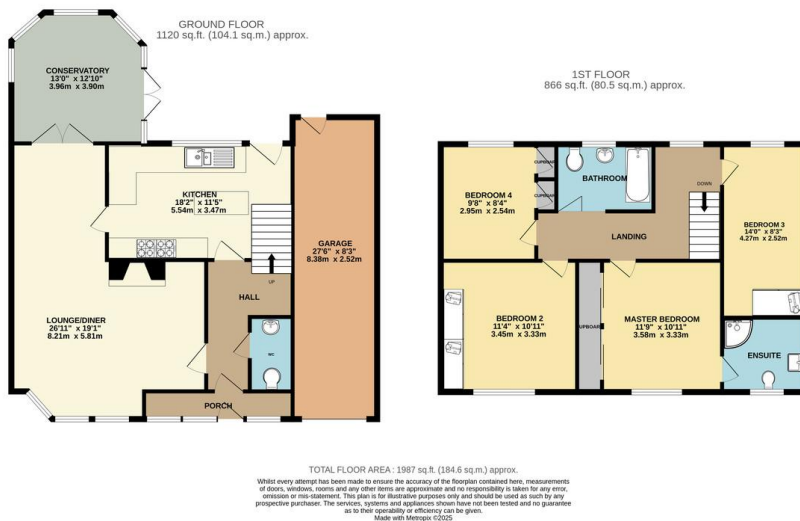 GROUND FLOOR
1120 sq.ft. (104.1 sq.m.) approx.
CONSERVATORY
13'0" x 12'10"
3.96m x 3.90m
KITCHEN
18'2" x 11'5"
5.54m x 3.47m
UP
GARAGE
27'6" x 8'3"
8.38m x 2.52m
HALL
LOUNGE/DINER
26'11" x 19'1"
8.21m x 5.81m
WC
PORCH
1ST FLOOR
866 sq.ft. (80.5 sq.m.) approx.
CUPBOARD
CUPBOARD
BATHROOM
BEDROOM 4
9'8" x 8'4"
2.95m x 2.54m
DOWN
BEDROOM 3
14'0" x 8'3"
4.27m x 2.52m
LANDING
BEDROOM 2
11'4" x 10'11"
3.45m x 3.33m
UPBOAR
MASTER BEDROOM
11'9" x 10'11"
3.58m x 3.33m
ENSUITE
TOTAL FLOOR AREA : 1987 sq.ft. (184.6 sq.m.) approx.
Whilst every attempt has been made to ensure the accuracy of the floorplan contained here, measurements
of doors, windows, rooms and any other items are approximate and no responsibility is taken for any error,
omission or mis-statement. This plan is for illustrative purposes only and should be used as such by any
prospective purchaser. The services, systems and appliances shown have not been tested and no guarantee
as to their operability or efficiency can be given.
Made with Metropix ©2025